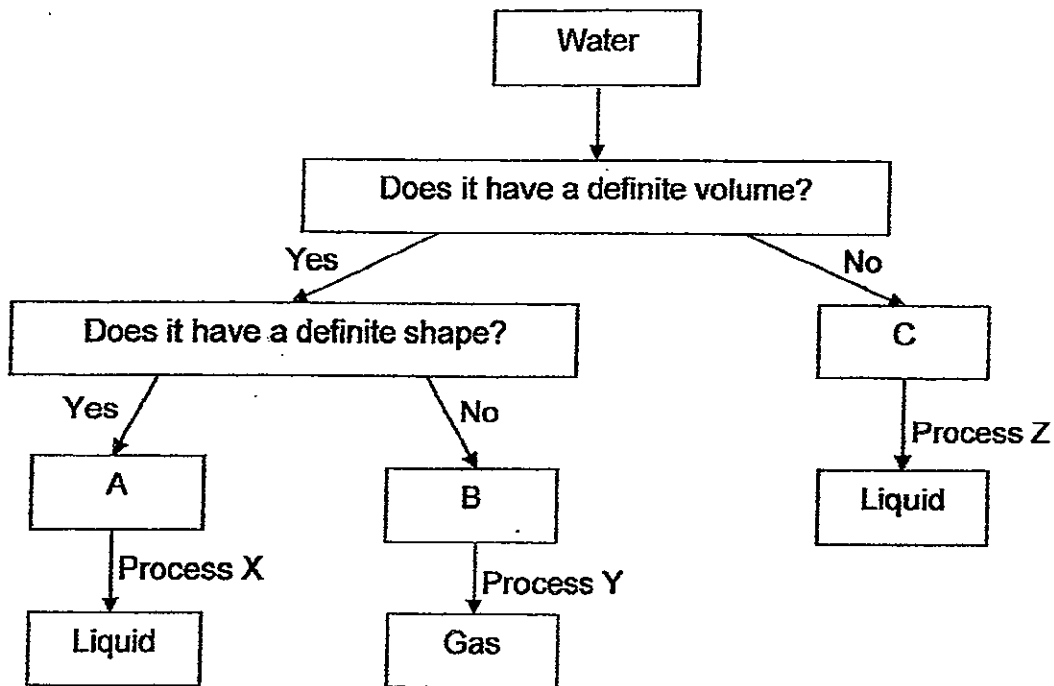 Water
Does it have a definite volume?
Yes
No
Does it have a definite shape?
C
Yes
No
Process Z
A
B
Liquid
Process X
Process Y
Liquid
Gas